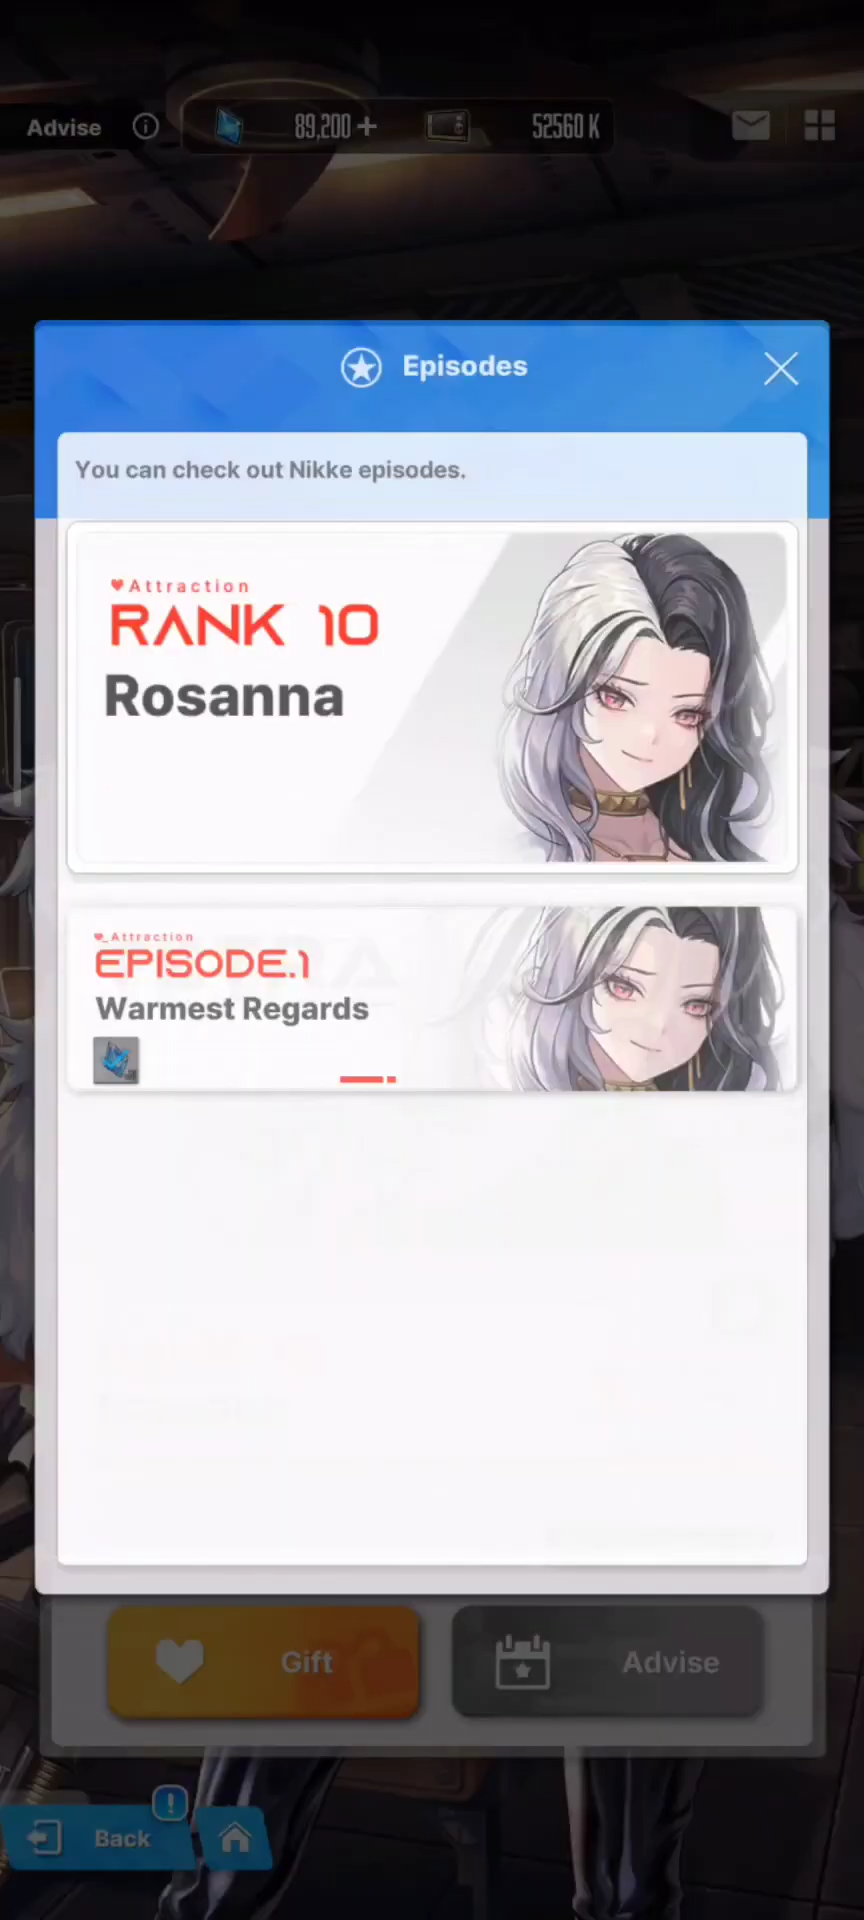 Advise
89,200
52560 K
Episodes
You can check out Nikke episodes.
Attraction
RANK 10
Rosanna
Attraction
EPISODE.1
Warmest Regards
Gift
Advise
Back